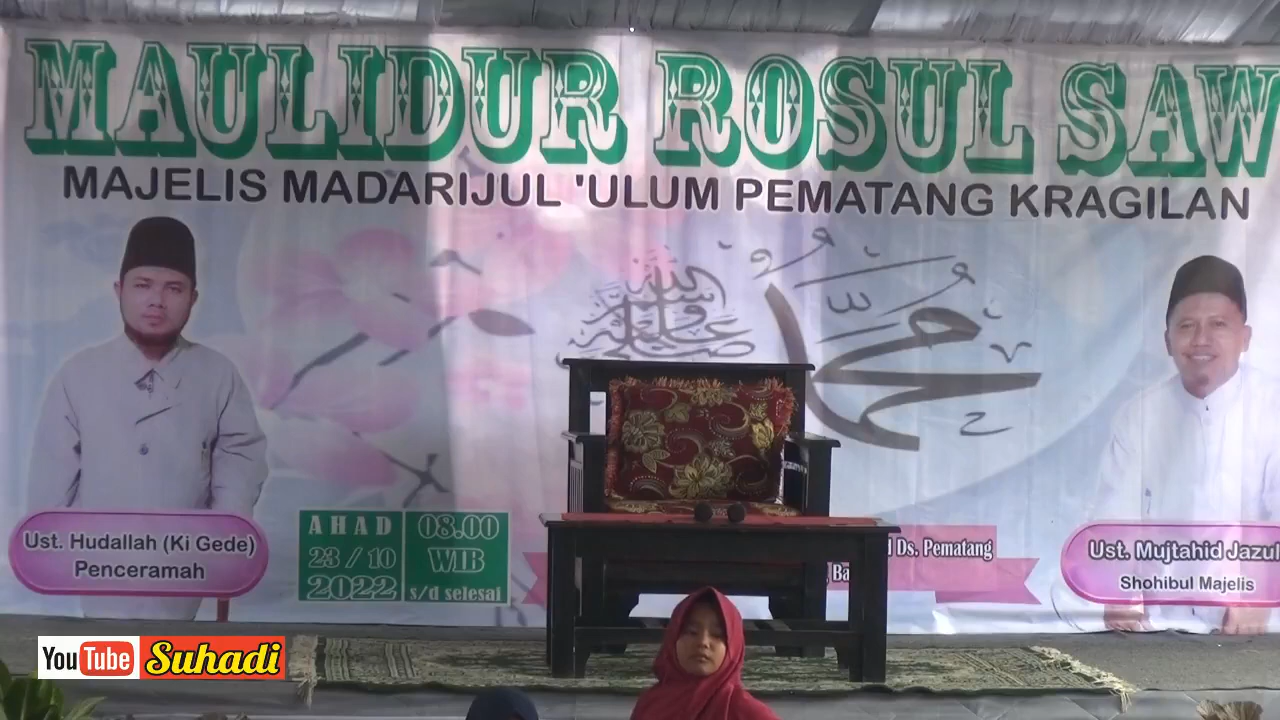 MAULIDUR ROSUL SAW
MAJELIS MADARIJUL 'ULUM PEMATANG KRAGILAN
محمد
صلى الله عليه وسلم
Ust. Hudallah (Ki Gede)
Penceramah
AHAD
23 / 10
2022
08.00
WIB
s/d selesai
Ds. Pematang
Ust. Mujtahid Jazul
Shohibul Majelis
YouTube Suhadi